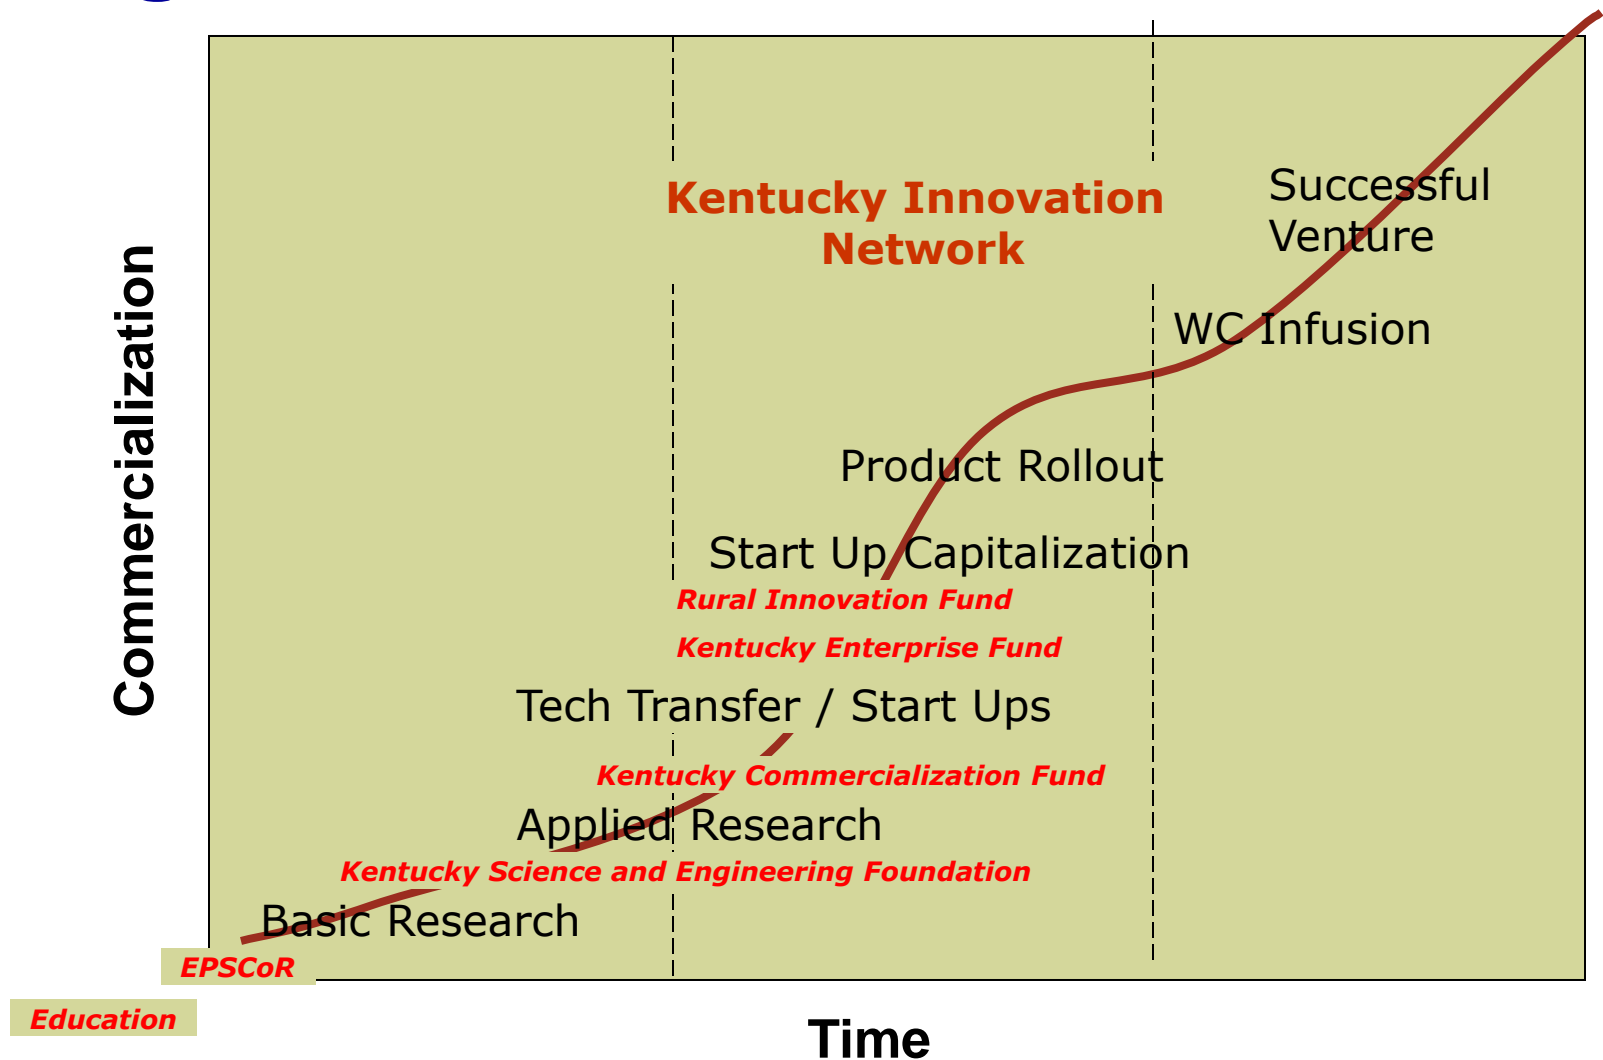 Kentucky Innovation
Network
Successful
Venture
WC Infusion
Product Rollout
Start Up Capitalization
Rural Innovation Fund
Kentucky Enterprise Fund
Tech Transfer / Start Ups
Kentucky Commercialization Fund
Applied Research
Kentucky Science and Engineering Foundation
Basic Research
EPSCoR
Education
Commercialization
Time